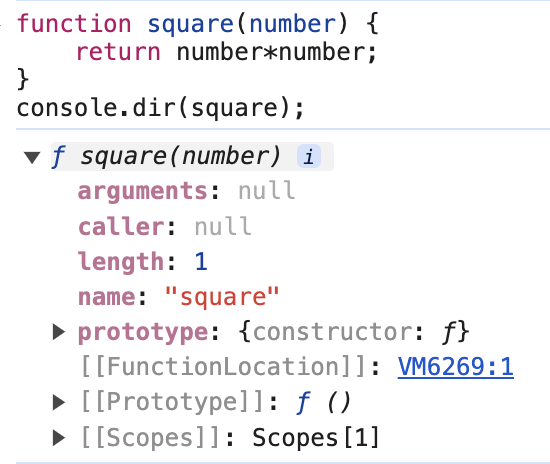 function square(number) {
    return number*number;
}
console.dir(square);
▼ ƒ square(number) i
arguments: null
caller: null
length: 1
name: "square"
▶ prototype: {constructor: ƒ}
[[FunctionLocation]]: VM6269:1
▶ [[Prototype]]: ƒ ()
▶ [[Scopes]]: Scopes[1]